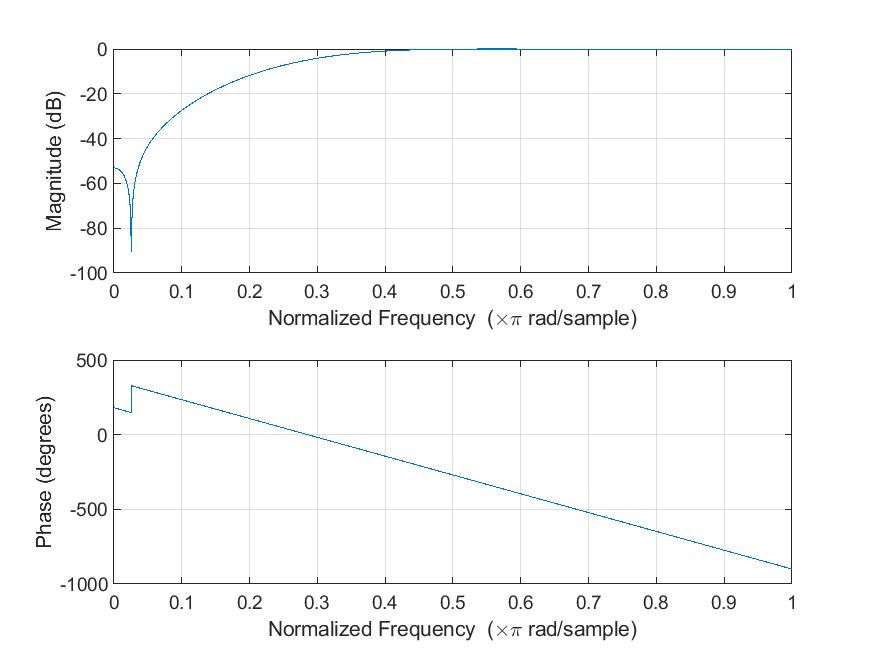 0
-20
-40
-60
-80
-100
Magnitude (dB)
0 0.1 0.2 0.3 0.4 0.5 0.6 0.7 0.8 0.9 1
Normalized Frequency (×π rad/sample)
500
0
-500
-1000
Phase (degrees)
0 0.1 0.2 0.3 0.4 0.5 0.6 0.7 0.8 0.9 1
Normalized Frequency (×π rad/sample)